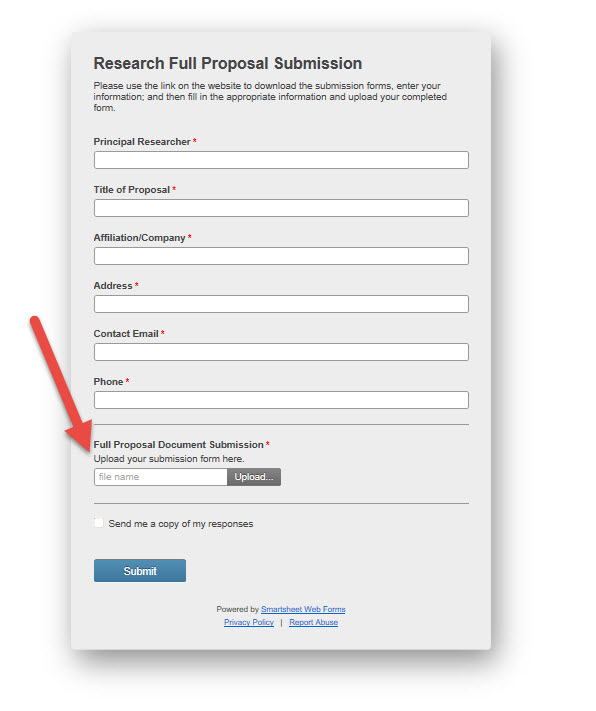 Research Full Proposal Submission
Please use the link on the website to download the submission forms, enter your
information; and then fill in the appropriate information and upload your completed
form.
Principal Researcher *
Title of Proposal *
Affiliation/Company *
Address *
Contact Email *
Phone *
Full Proposal Document Submission *
Upload your submission form here.
file name Upload...
Send me a copy of my responses
Submit
Powered by Smartsheet Web Forms
Privacy Policy | Report Abuse